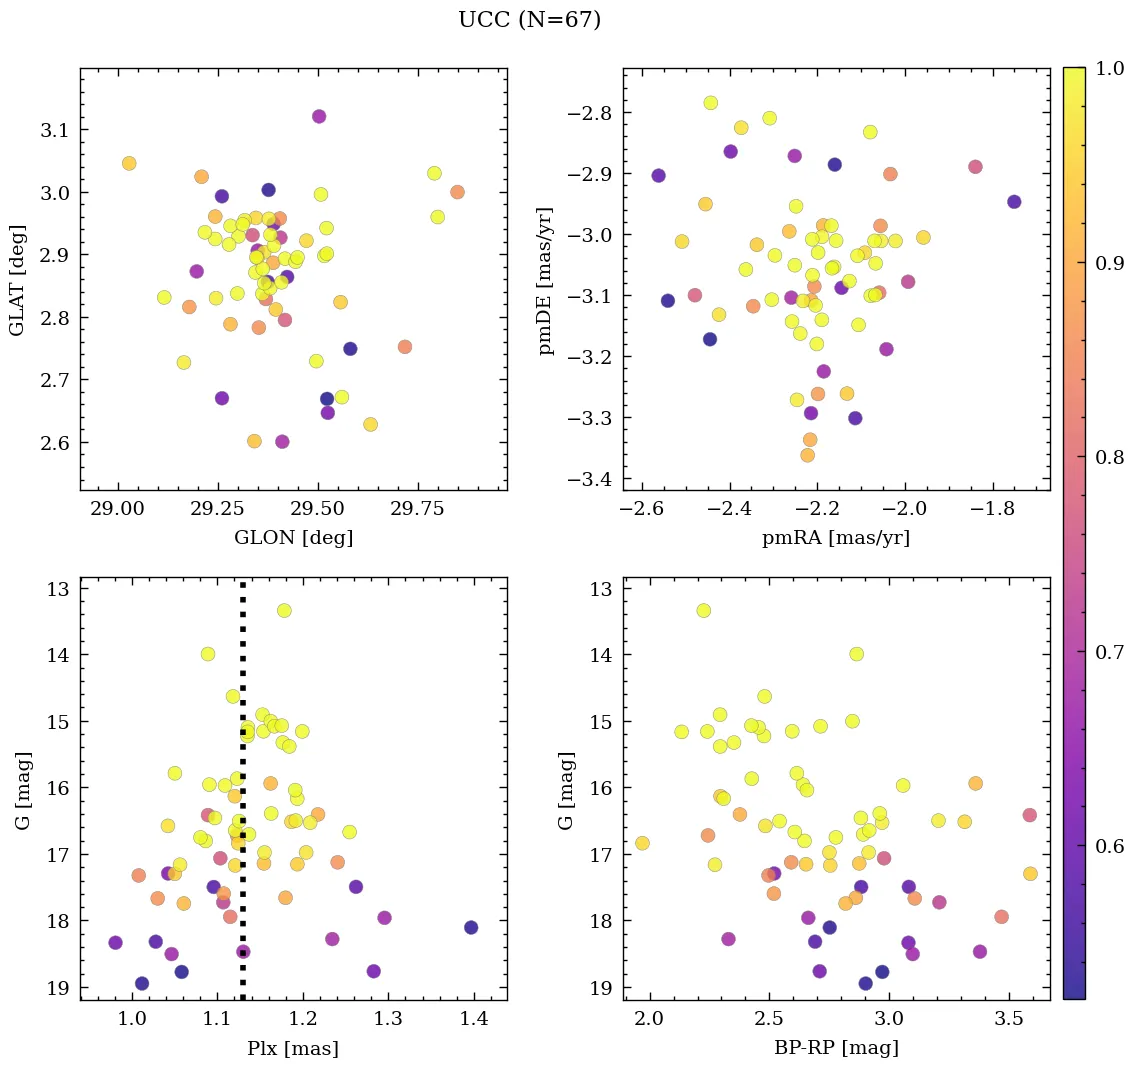 UCC (N=67)
3.1
3.0
2.9
2.8
2.7
2.6
GLAT [deg]
29.00 29.25 29.50 29.75
GLON [deg]
−2.8
−2.9
−3.0
−3.1
−3.2
−3.3
−3.4
pmDE [mas/yr]
−2.6 −2.4 −2.2 −2.0 −1.8
pmRA [mas/yr]
1.0
0.9
0.8
0.7
0.6
13
14
15
16
17
18
19
G [mag]
1.0 1.1 1.2 1.3 1.4
Plx [mas]
13
14
15
16
17
18
19
G [mag]
2.0 2.5 3.0 3.5
BP-RP [mag]